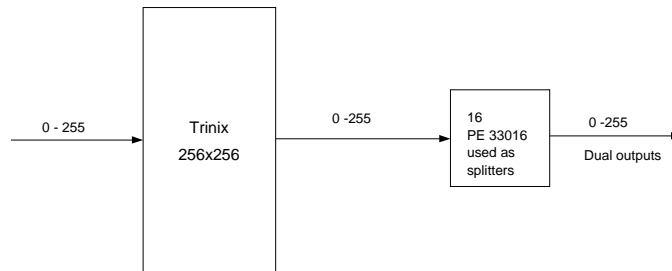 0 - 255
Trinix
256x256
0 -255
16
PE 33016
used as
splitters
0 -255
Dual outputs